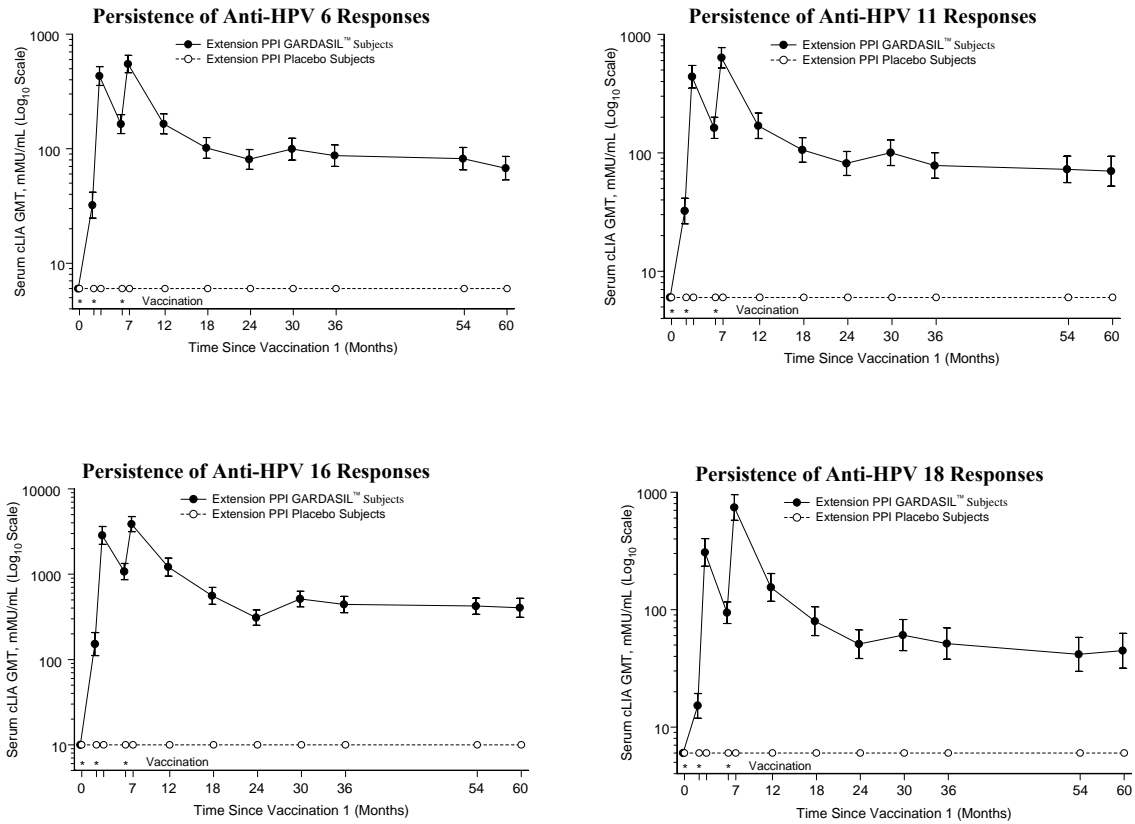 Persistence of Anti-HPV 6 Responses
Extension PPI GARDASIL™ Subjects
Extension PPI Placebo Subjects
Serum cLIA GMT, mMU/mL (Log10 Scale)
1000
100
10
* * * Vaccination
0 7 12 18 24 30 36 54 60
Time Since Vaccination 1 (Months)
Persistence of Anti-HPV 11 Responses
Extension PPI GARDASIL™ Subjects
Extension PPI Placebo Subjects
Serum cLIA GMT, mMU/mL (Log10 Scale)
1000
100
10
* * * Vaccination
0 7 12 18 24 30 36 54 60
Time Since Vaccination 1 (Months)
Persistence of Anti-HPV 16 Responses
Extension PPI GARDASIL™ Subjects
Extension PPI Placebo Subjects
Serum cLIA GMT, mMU/mL (Log10 Scale)
10000
1000
100
10
* * * Vaccination
0 7 12 18 24 30 36 54 60
Time Since Vaccination 1 (Months)
Persistence of Anti-HPV 18 Responses
Extension PPI GARDASIL™ Subjects
Extension PPI Placebo Subjects
Serum cLIA GMT, mMU/mL (Log10 Scale)
1000
100
10
* * * Vaccination
0 7 12 18 24 30 36 54 60
Time Since Vaccination 1 (Months)